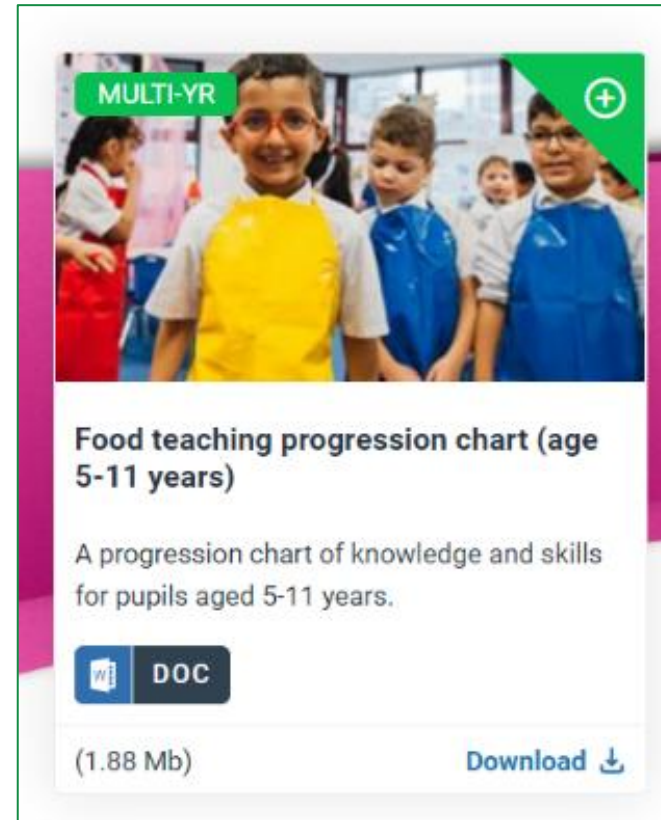 MULTI-YR
Food teaching progression chart (age
5-11 years)
A progression chart of knowledge and skills
for pupils aged 5-11 years.
DOC
(1.88 Mb) Download